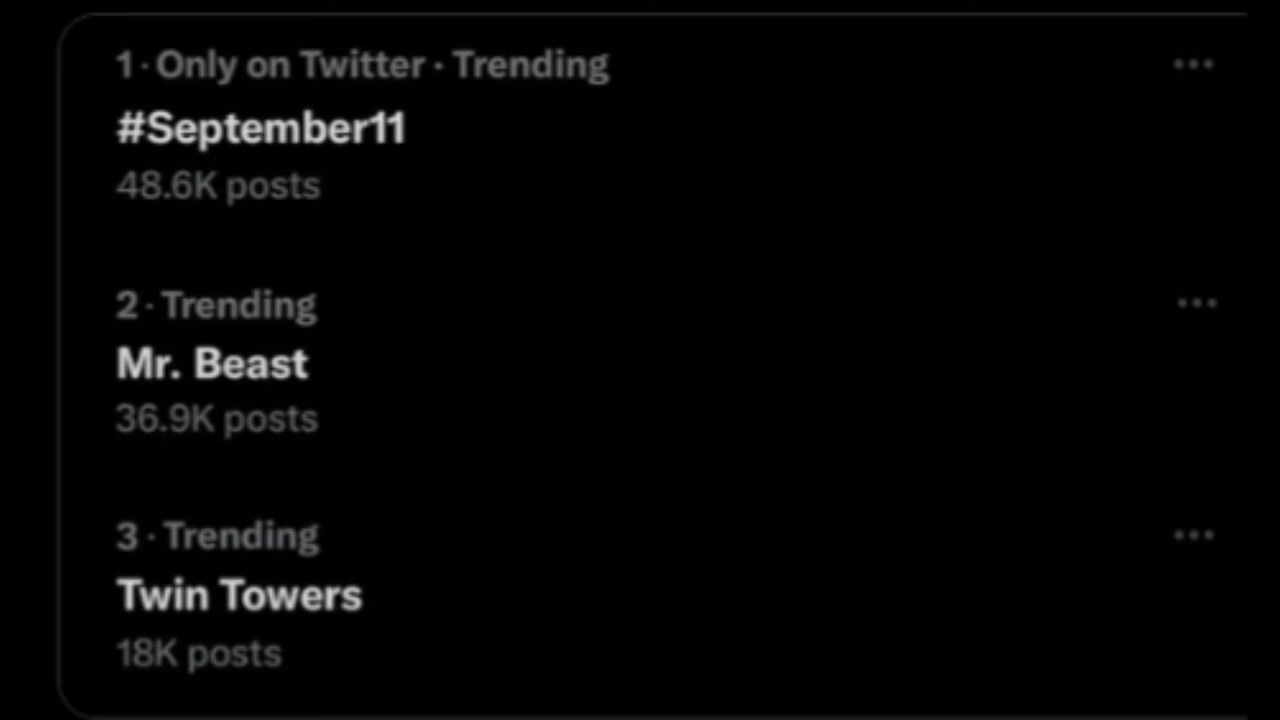 1 · Only on Twitter · Trending
#September11
48.6K posts
2 · Trending
Mr. Beast
36.9K posts
3 · Trending
Twin Towers
18K posts